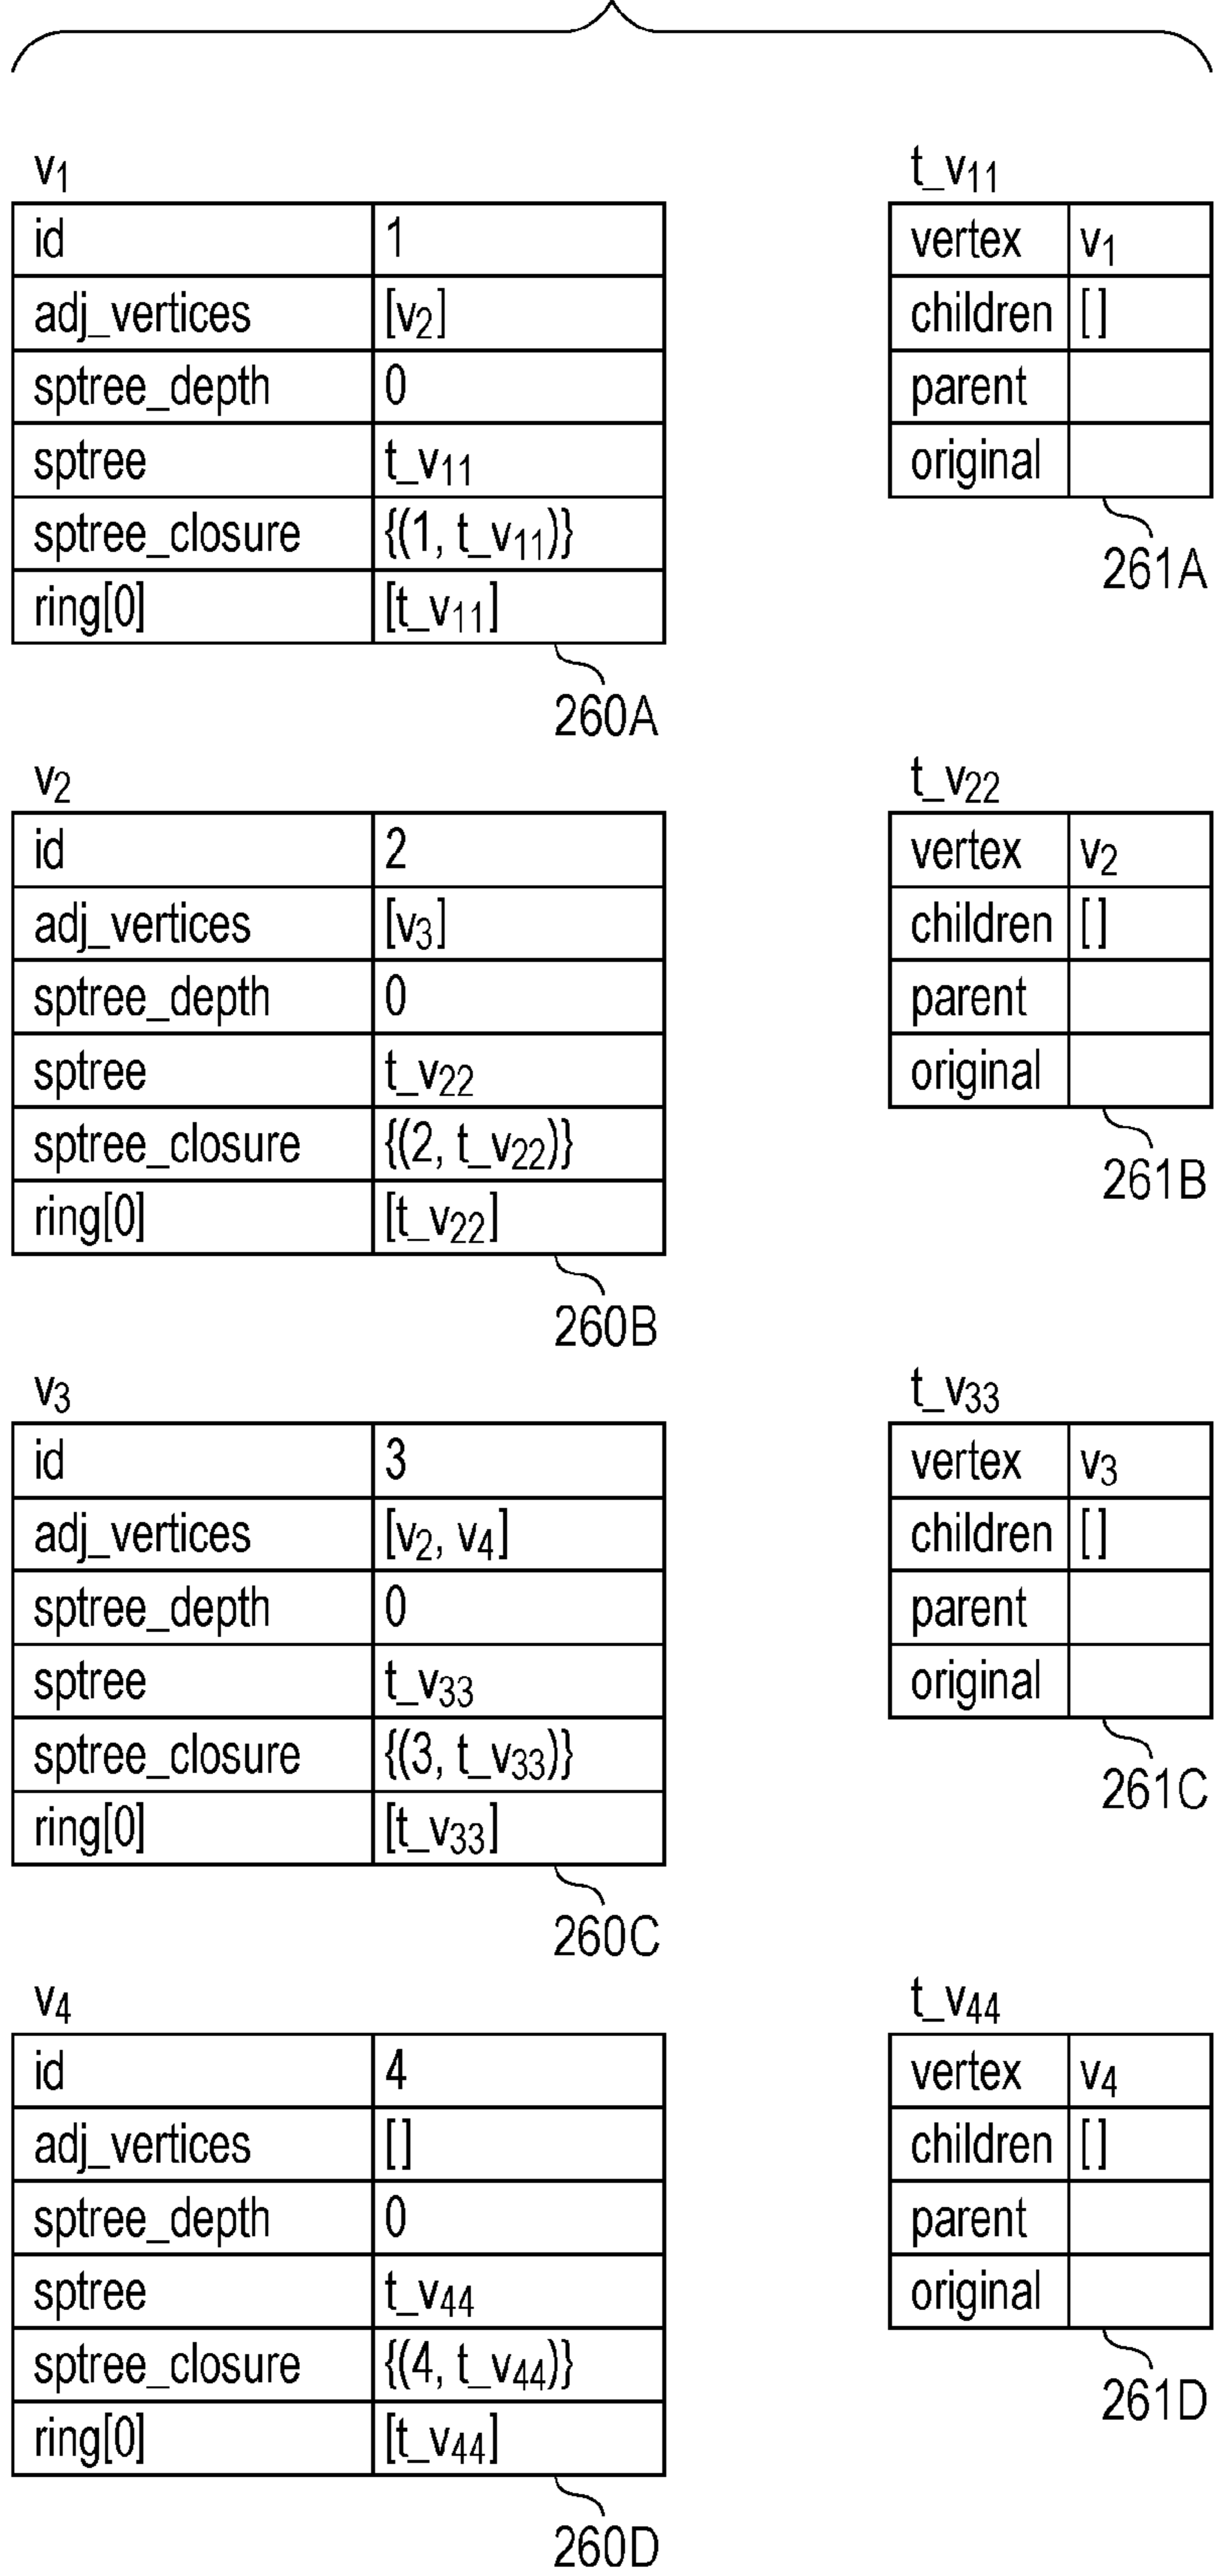 v1
id 1
adj_vertices [v2]
sptree_depth 0
sptree t_v11
sptree_closure {(1, t_v11)}
ring[0] [t_v11]
260A
t_v11
vertex v1
children []
parent
original
261A
v2
id 2
adj_vertices [v3]
sptree_depth 0
sptree t_v22
sptree_closure {(2, t_v22)}
ring[0] [t_v22]
260B
t_v22
vertex v2
children []
parent
original
261B
v3
id 3
adj_vertices [v2, v4]
sptree_depth 0
sptree t_v33
sptree_closure {(3, t_v33)}
ring[0] [t_v33]
260C
t_v33
vertex v3
children []
parent
original
261C
v4
id 4
adj_vertices []
sptree_depth 0
sptree t_v44
sptree_closure {(4, t_v44)}
ring[0] [t_v44]
260D
t_v44
vertex v4
children []
parent
original
261D